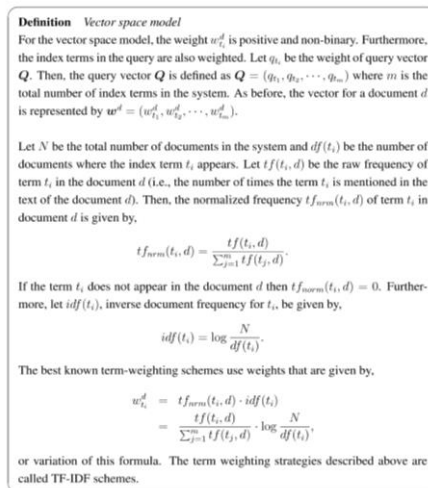 Definition Vector space model
For the vector space model, the weight w_{t_i}^d is positive and non-binary. Furthermore,
the index terms in the query are also weighted. Let q_{t_i} be the weight of query vector
Q. Then, the query vector Q is defined as Q = (q_{t_1}, q_{t_2}, ···, q_{t_m}) where m is the
total number of index terms in the system. As before, the vector for a document d
is represented by w^d = (w_{t_1}^d, w_{t_2}^d, ···, w_{t_m}^d).
Let N be the total number of documents in the system and df(t_i) be the number of
documents where the index term t_i appears. Let tf(t_i, d) be the raw frequency of
term t_i in the document d (i.e., the number of times the term t_i is mentioned in the
text of the document d). Then, the normalized frequency tf_{norm}(t_i, d) of term t_i in
document d is given by,
tf_{norm}(t_i, d) = tf(t_i, d) / Σ_{j=1}^m tf(t_j, d).
If the term t_i does not appear in the document d then tf_{norm}(t_i, d) = 0. Further-
more, let idf(t_i), inverse document frequency for t_i, be given by,
idf(t_i) = log N / df(t_i).
The best known term-weighting schemes use weights that are given by,
w_{t_i}^d = tf_{norm}(t_i, d) · idf(t_i)
= tf(t_i, d) / Σ_{j=1}^m tf(t_j, d) · log N / df(t_i),
or variation of this formula. The term weighting strategies described above are
called TF-IDF schemes.